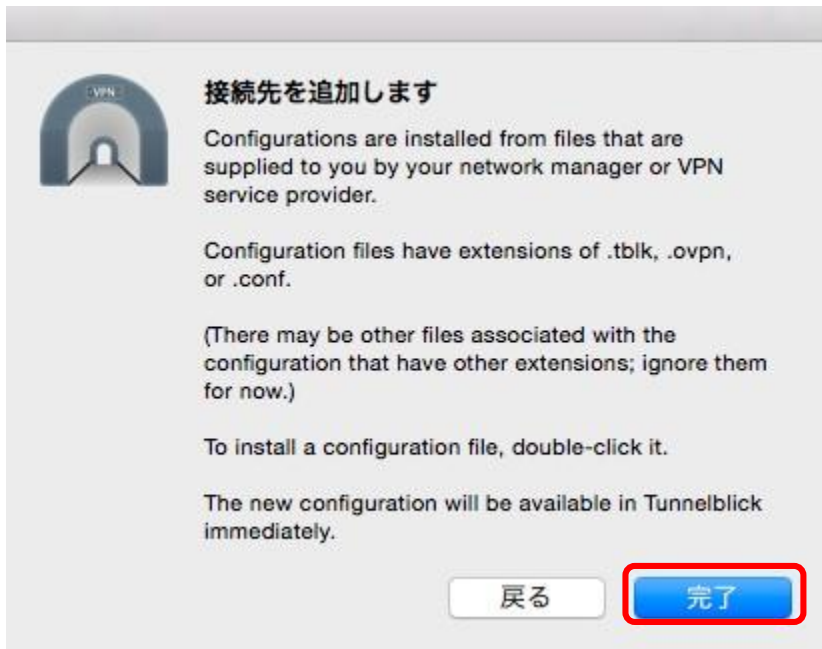 VPN
接続先を追加します
Configurations are installed from files that are
supplied to you by your network manager or VPN
service provider.
Configuration files have extensions of .tblk, .ovpn,
or .conf.
(There may be other files associated with the
configuration that have other extensions; ignore them
for now.)
To install a configuration file, double-click it.
The new configuration will be available in Tunnelblick
immediately.
戻る
完了